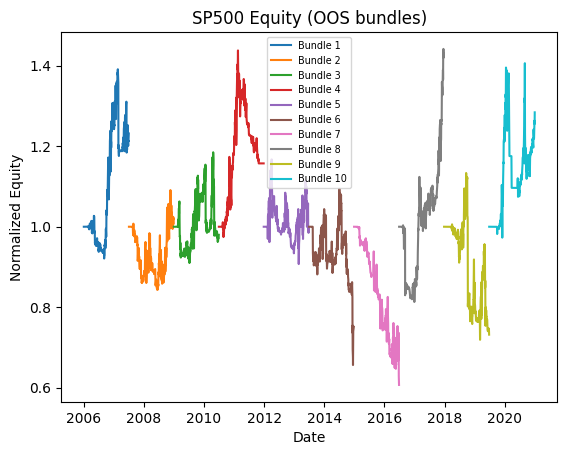 SP500 Equity (OOS bundles)
Normalized Equity
1.4
1.2
1.0
0.8
0.6
Bundle 1
Bundle 2
Bundle 3
Bundle 4
Bundle 5
Bundle 6
Bundle 7
Bundle 8
Bundle 9
Bundle 10
2006 2008 2010 2012 2014 2016 2018 2020
Date